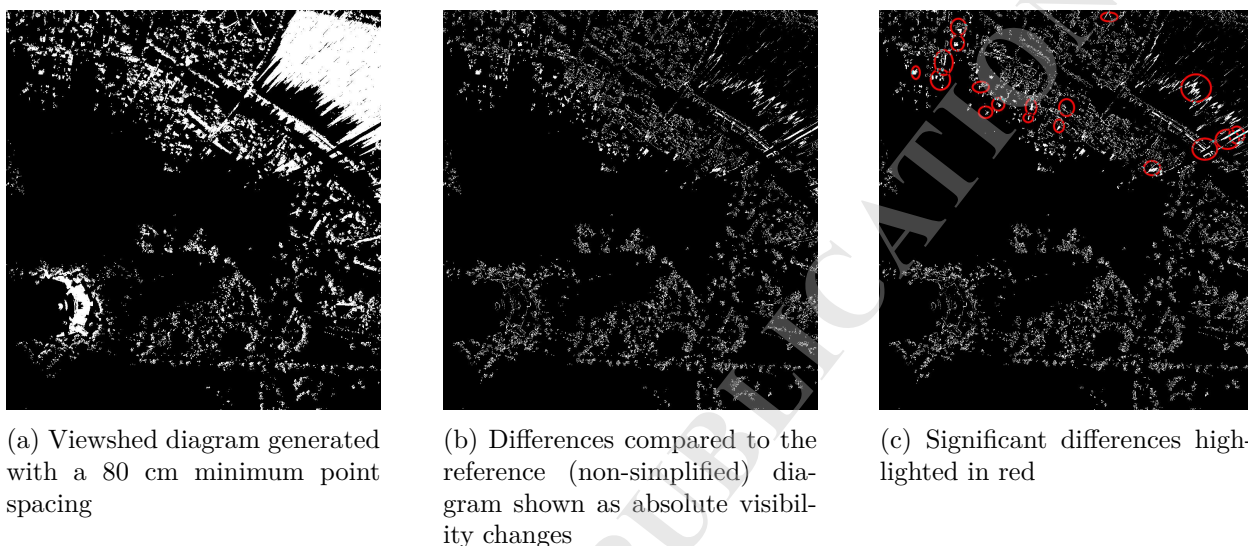 (a) Viewshed diagram generated
with a 80 cm minimum point
spacing
(b) Differences compared to the
reference (non-simplified) dia-
gram shown as absolute visibil-
ity changes
(c) Significant differences high-
lighted in red
PUBLICATION